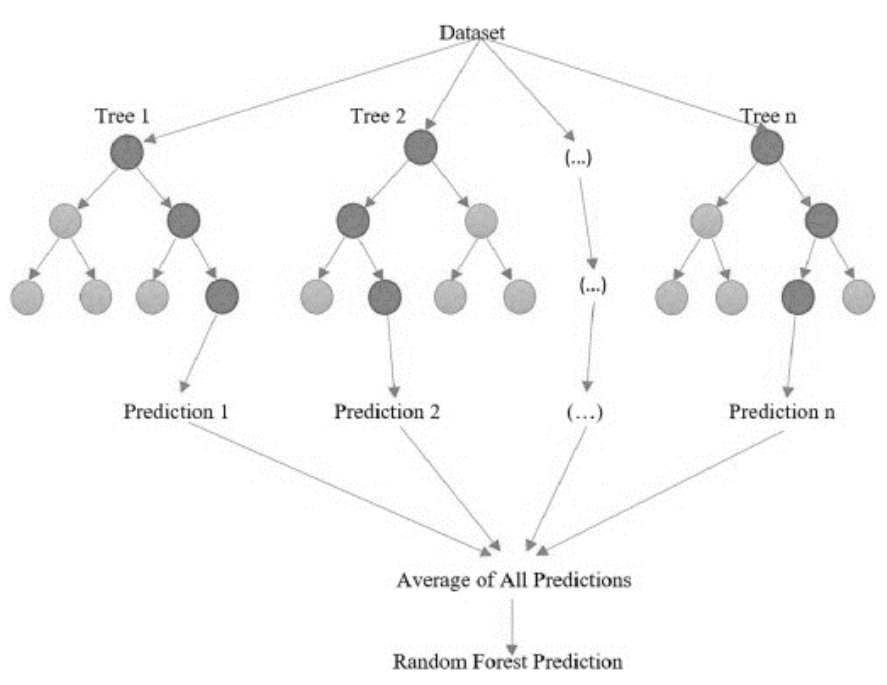 Dataset
Tree 1
Tree 2
Tree n
(...)
(...)
Prediction 1
Prediction 2
(...)
Prediction n
Average of All Predictions
Random Forest Prediction